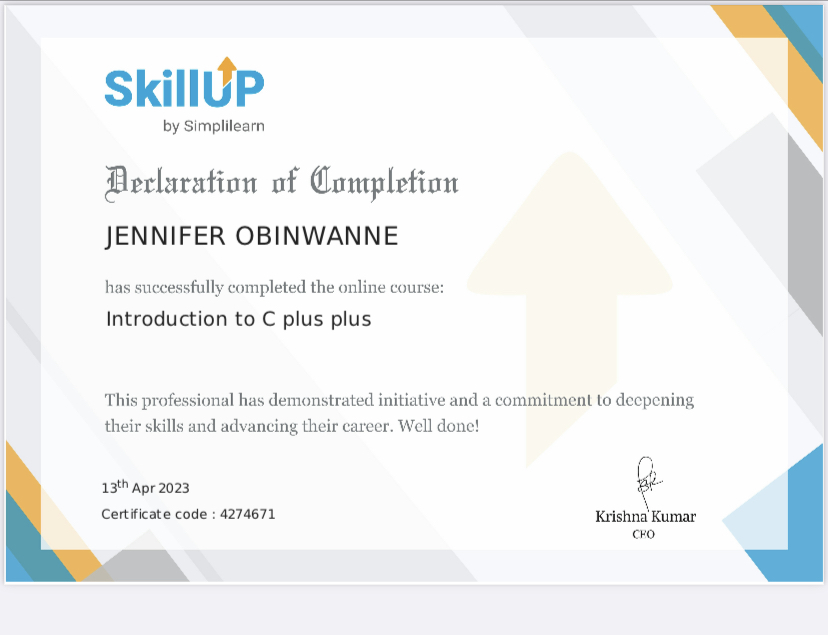 SkillUP
by Simplilearn
Declaration of Completion
JENNIFER OBINWANNE
has successfully completed the online course:
Introduction to C plus plus
This professional has demonstrated initiative and a commitment to deepening
their skills and advancing their career. Well done!
13th Apr 2023
Certificate code : 4274671
Krishna Kumar
CEO